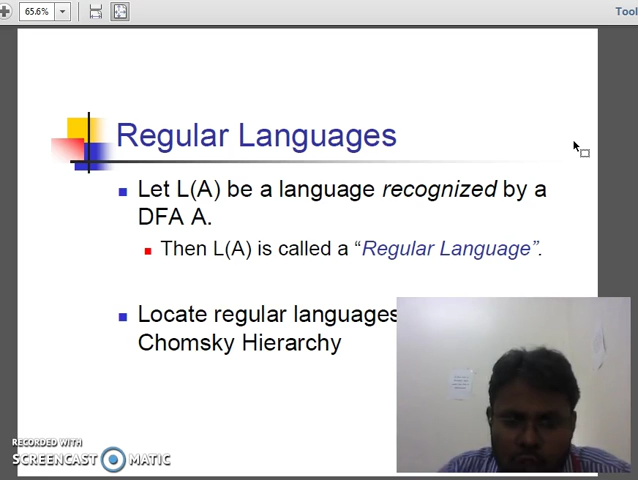 65.6%
Tool
Regular Languages
Let L(A) be a language recognized by a
DFA A.
Then L(A) is called a “Regular Language”.
Locate regular languages
Chomsky Hierarchy
RECORDED WITH
SCREENCAST MATIC